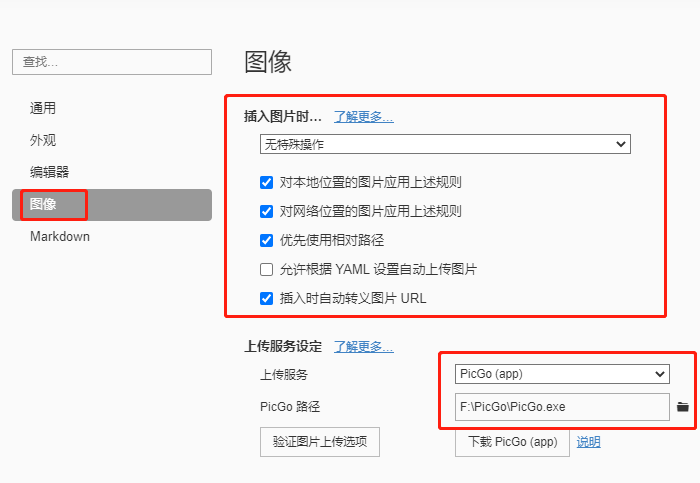 查找...
通用
外观
编辑器
图像
Markdown
图像
插入图片时... 了解更多...
无特殊操作
对本地位置的图片应用上述规则
对网络位置的图片应用上述规则
优先使用相对路径
允许根据 YAML 设置自动上传图片
插入时自动转义图片 URL
上传服务设定 了解更多...
上传服务 PicGo (app)
PicGo 路径 F:\PicGo\PicGo.exe
验证图片上传选项 下载 PicGo (app) 说明